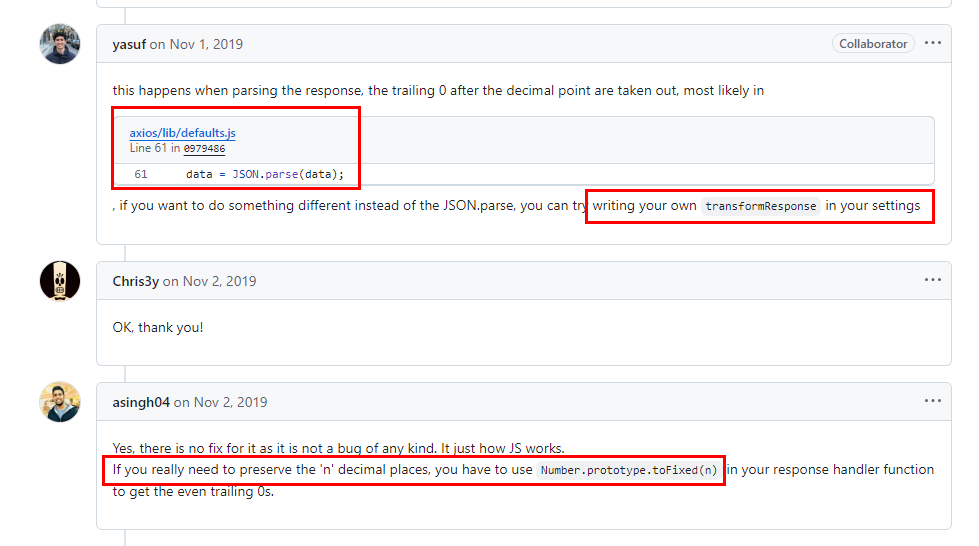 yasuf on Nov 1, 2019 Collaborator ...
this happens when parsing the response, the trailing 0 after the decimal point are taken out, most likely in
axios/lib/defaults.js
Line 61 in 0979486
61 data = JSON.parse(data);
, if you want to do something different instead of the JSON.parse, you can try writing your own transformResponse in your settings
Chris3y on Nov 2, 2019 ...
OK, thank you!
asingh04 on Nov 2, 2019 ...
Yes, there is no fix for it as it is not a bug of any kind. It just how JS works.
If you really need to preserve the 'n' decimal places, you have to use Number.prototype.toFixed(n) in your response handler function
to get the even trailing 0s.